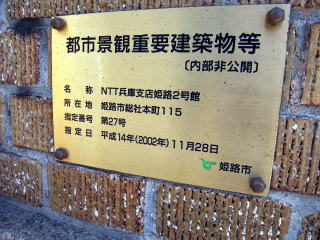 都市景観重要建築物等
〔内部非公開〕
名 称 NTT兵庫支店姫路2号館
所 在 地 姫路市総社本町115
指定番号 第27号
指 定 日 平成14年(2002年)11月28日
姫路市